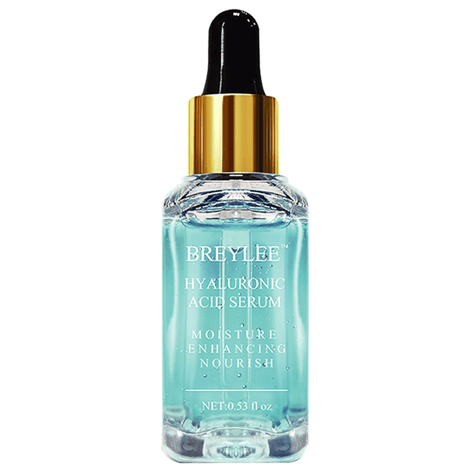 BREYLEE™
HYALURONIC
ACID SERUM
MOISTURE
ENHANCING
NOURISH
NET:0.53 fl oz